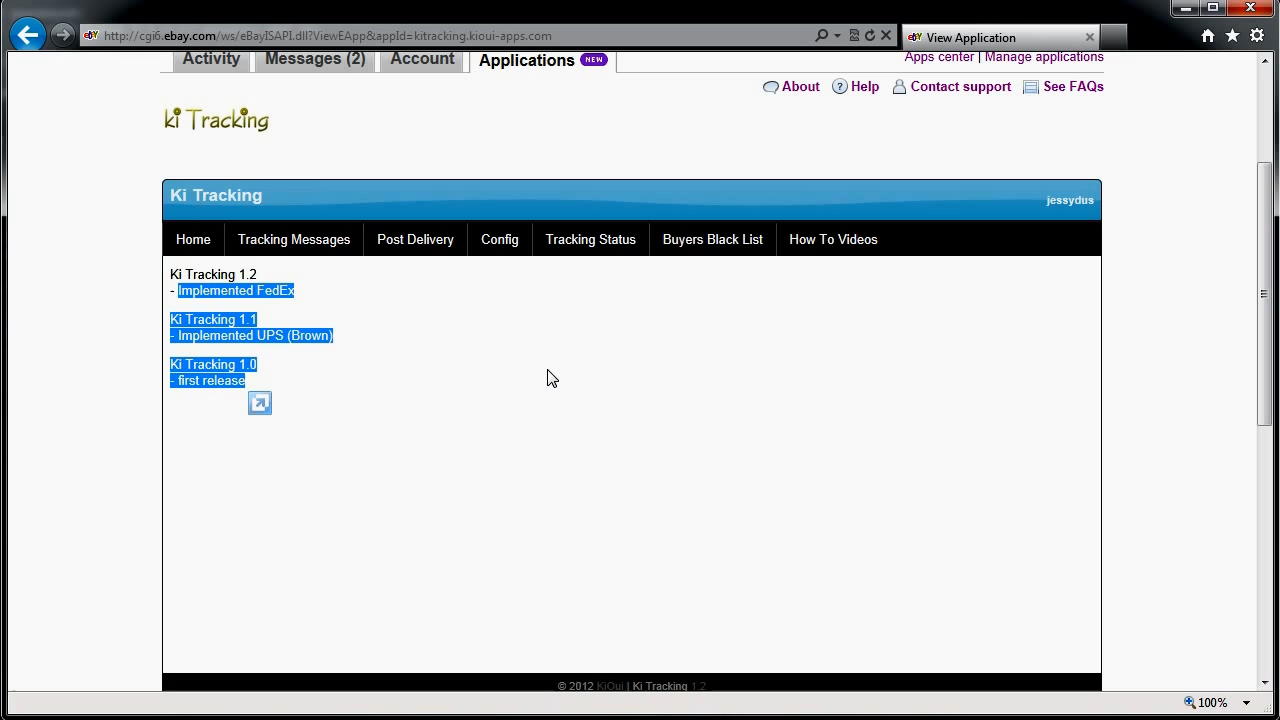 http://cgi6.ebay.com/ws/eBayISAPI.dll?ViewEApp&appId=kitracking.kioui-apps.com
View Application
Activity Messages (2) Account Applications NEW
Apps center | Manage applications
About Help Contact support See FAQs
ki Tracking
Ki Tracking
jessydus
Home Tracking Messages Post Delivery Config Tracking Status Buyers Black List How To Videos
Ki Tracking 1.2
- Implemented FedEx
Ki Tracking 1.1
- Implemented UPS (Brown)
Ki Tracking 1.0
- first release
© 2012 KiOui | Ki Tracking 1.2
100%